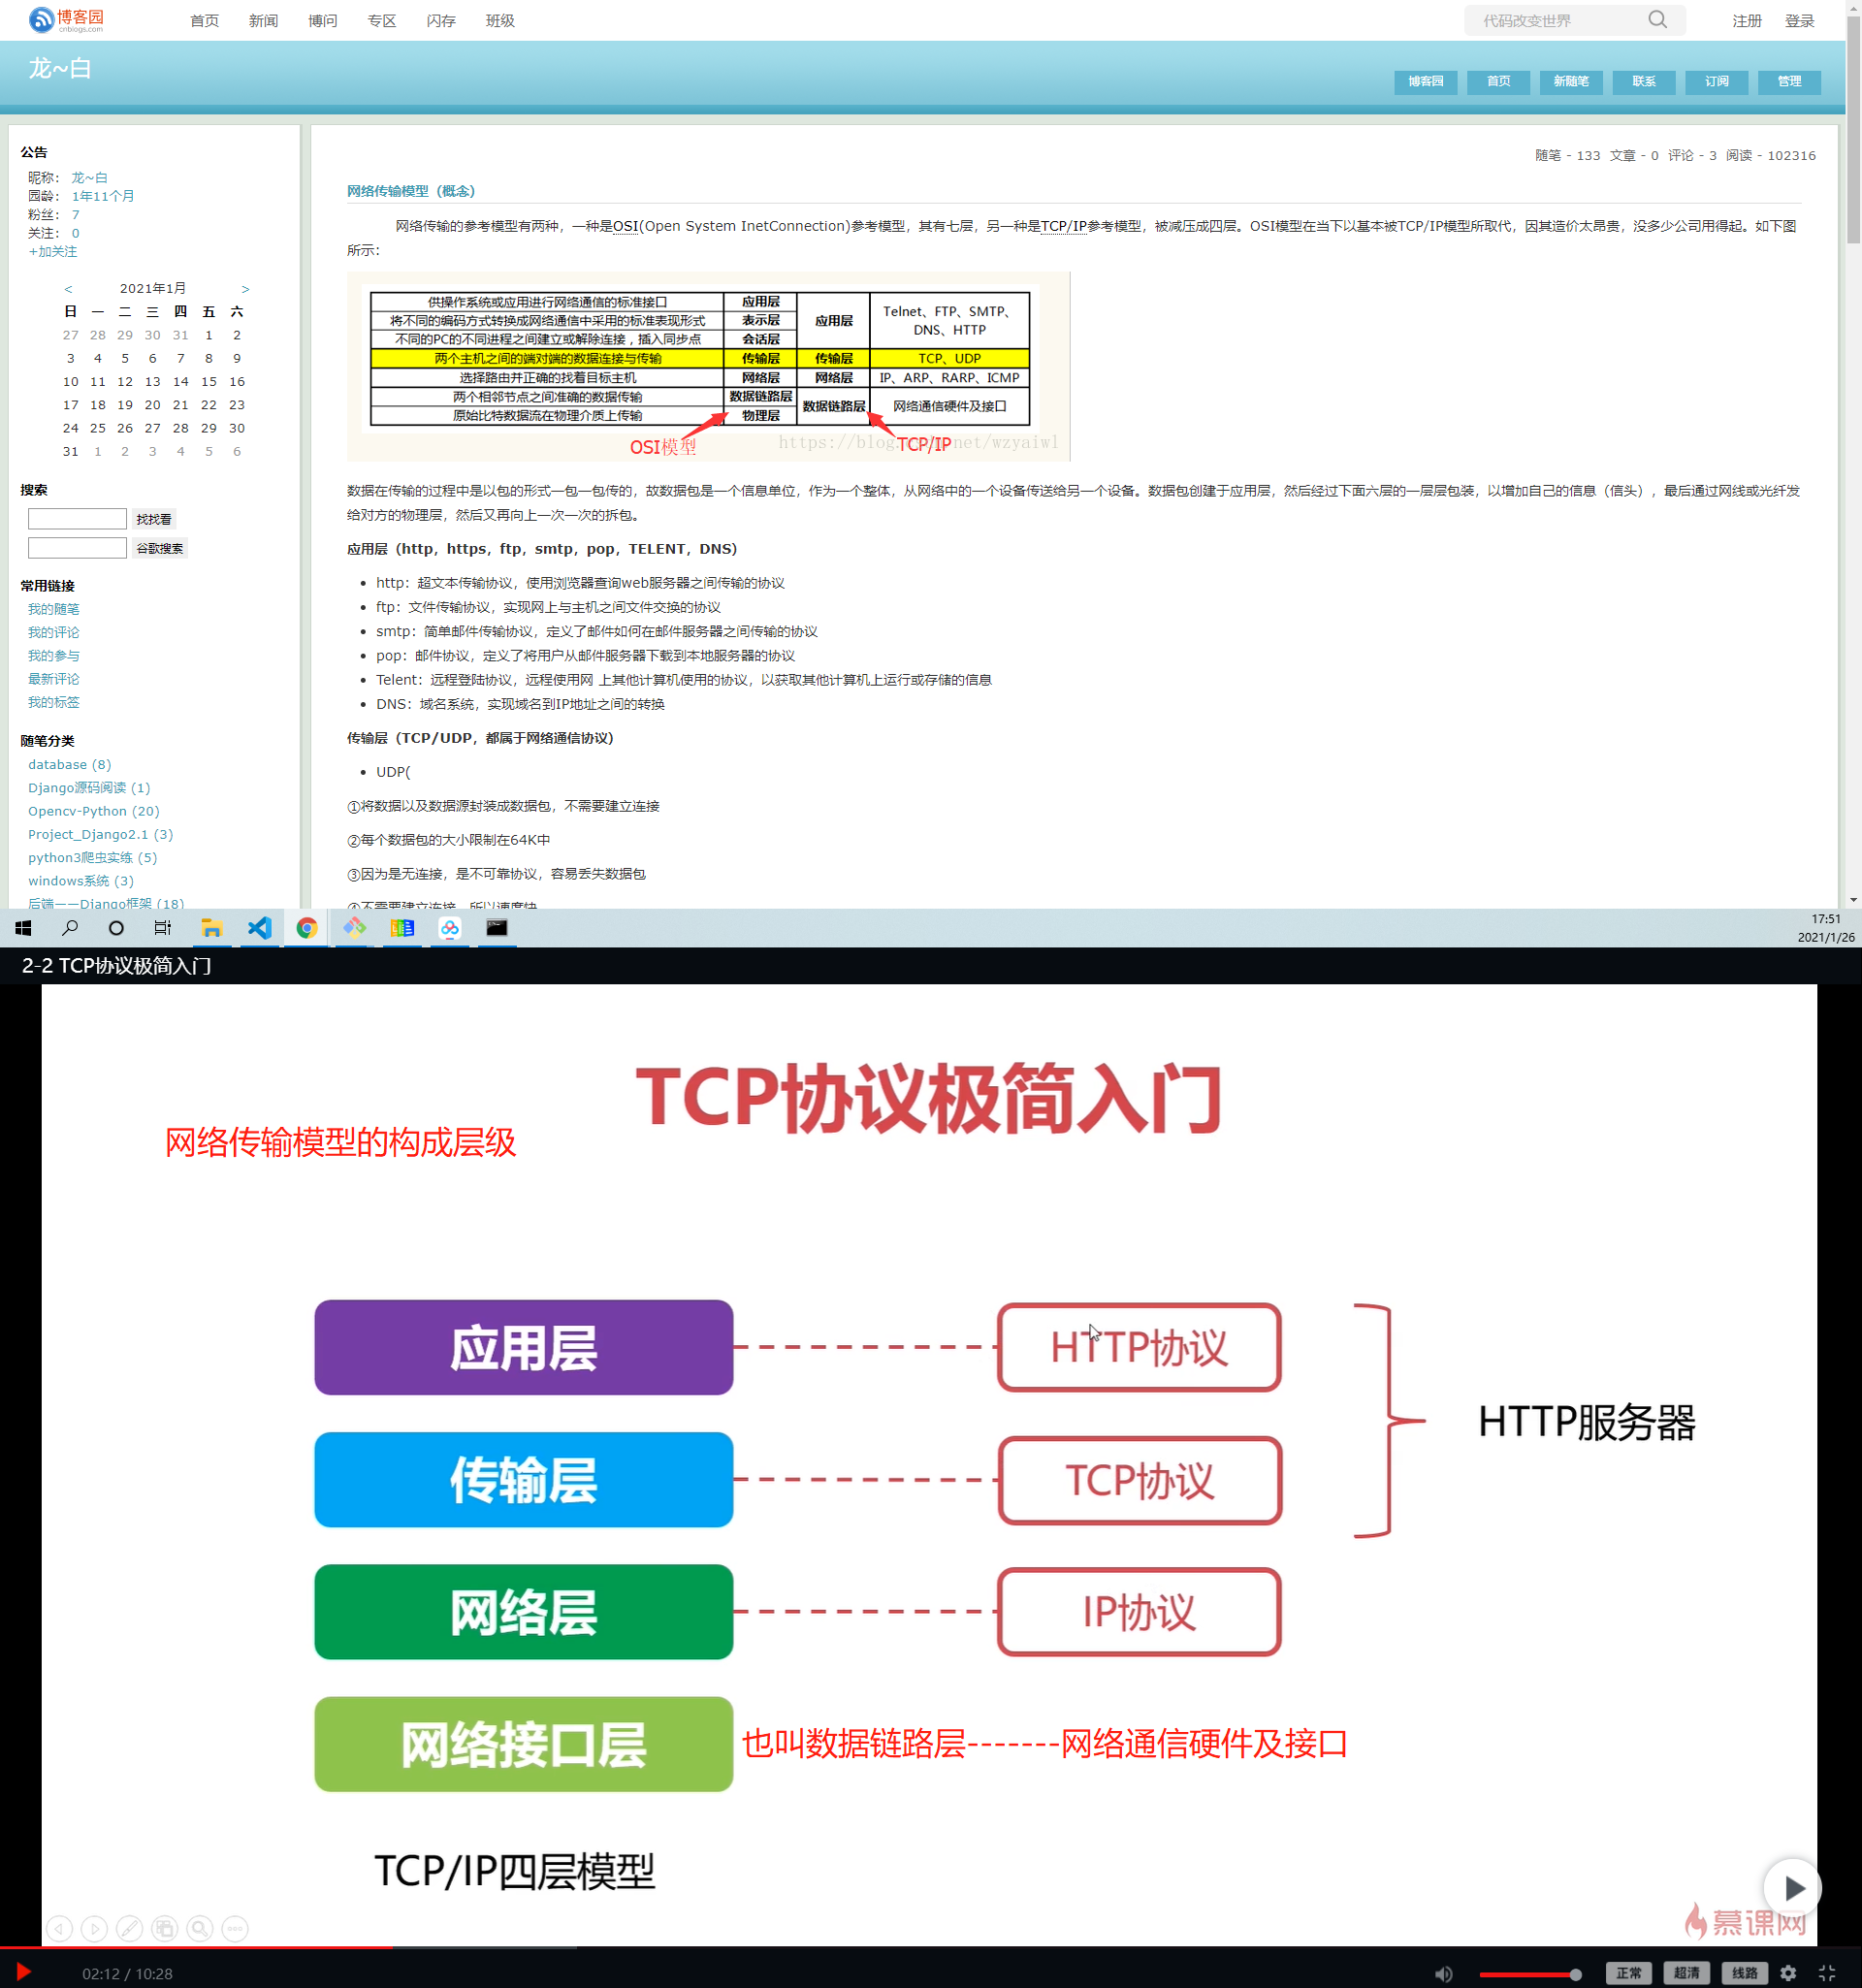 博客园
cnblogs.com
首页 新闻 博问 专区 闪存 班级
代码改变世界
注册 登录
龙~白
博客园 首页 新随笔 联系 订阅 管理
公告
昵称： 龙~白
园龄： 1年11个月
粉丝： 7
关注： 0
+加关注
< 2021年1月 >
日 一 二 三 四 五 六
27 28 29 30 31 1 2
3 4 5 6 7 8 9
10 11 12 13 14 15 16
17 18 19 20 21 22 23
24 25 26 27 28 29 30
31 1 2 3 4 5 6
搜索
找找看
谷歌搜索
常用链接
我的随笔
我的评论
我的参与
最新评论
我的标签
随笔分类
database (8)
Django源码阅读 (1)
Opencv-Python (20)
Project_Django2.1 (3)
python3爬虫实练 (5)
windows系统 (3)
后端——Django框架 (18)
随笔 - 133 文章 - 0 评论 - 3 阅读 - 102316
网络传输模型（概念）
网络传输的参考模型有两种，一种是OSI(Open System InetConnection)参考模型，其有七层，另一种是TCP/IP参考模型，被减压成四层。OSI模型在当下以基本被TCP/IP模型所取代，因其造价太昂贵，没多少公司用得起。如下图
所示：
供操作系统或应用进行网络通信的标准接口 应用层 应用层 Telnet、FTP、SMTP、
将不同的编码方式转换成网络通信中采用的标准表现形式 表示层 DNS、HTTP
不同的PC的不同进程之间建立或解除连接，插入同步点 会话层
两个主机之间的端对端的数据连接与传输 传输层 传输层 TCP、UDP
选择路由并正确的找着目标主机 网络层 网络层 IP、ARP、RARP、ICMP
两个相邻节点之间准确的数据传输 数据链路层 数据链路层 网络通信硬件及接口
原始比特数据流在物理介质上传输 物理层
OSI模型 TCP/IP
数据在传输的过程中是以包的形式一包一包传的，故数据包是一个信息单位，作为一个整体，从网络中的一个设备传送给另一个设备。数据包创建于应用层，然后经过下面六层的一层层包装，以增加自己的信息（信头），最后通过网线或光纤发
给对方的物理层，然后又再向上一次一次的拆包。
应用层（http，https，ftp，smtp，pop，TELENT，DNS）
• http：超文本传输协议，使用浏览器查询web服务器之间传输的协议
• ftp：文件传输协议，实现网上与主机之间文件交换的协议
• smtp：简单邮件传输协议，定义了邮件如何在邮件服务器之间传输的协议
• pop：邮件协议，定义了将用户从邮件服务器下载到本地服务器的协议
• Telent：远程登陆协议，远程使用网 上其他计算机使用的协议，以获取其他计算机上运行或存储的信息
• DNS：域名系统，实现域名到IP地址之间的转换
传输层（TCP/UDP，都属于网络通信协议）
• UDP(
①将数据以及数据源封装成数据包，不需要建立连接
②每个数据包的大小限制在64K中
③因为是无连接，是不可靠协议，容易丢失数据包
④不需要建立连接，所以速度快
17:51
2021/1/26
2-2 TCP协议极简入门
TCP协议极简入门
网络传输模型的构成层级
应用层 HTTP协议
HTTP服务器
传输层 TCP协议
网络层 IP协议
网络接口层 也叫数据链路层-------网络通信硬件及接口
TCP/IP四层模型
慕课网
02:12 / 10:28
正常 超清 线路